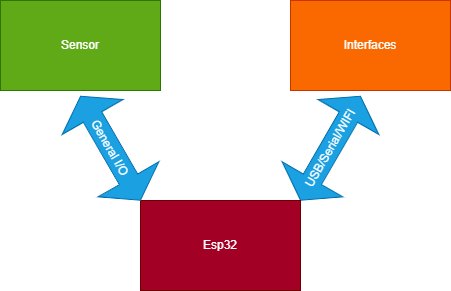 Sensor
Interfaces
General I/O
USB/Serial/WIFI
Esp32